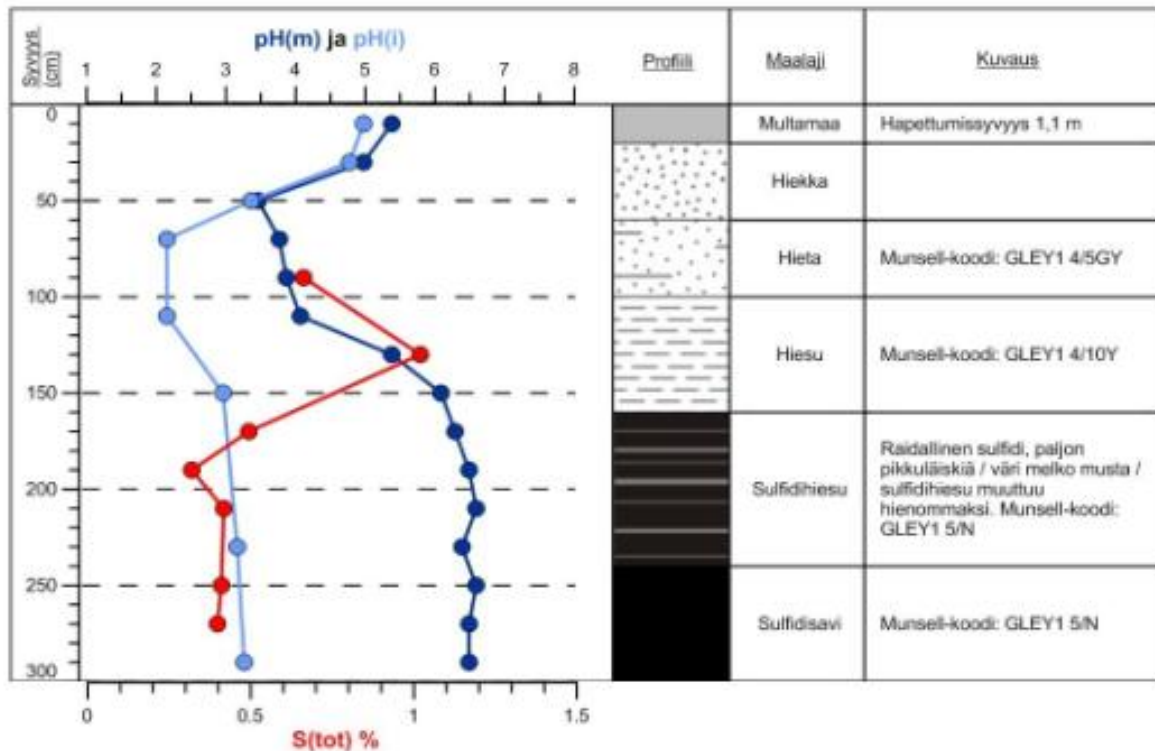 Syvyys (cm)
pH(m) ja pH(i)
1 2 3 4 5 6 7 8
Profiili
Maalaji
Kuvaus
0
50
100
150
200
250
300
Multamaa
Hapettumissyvyys 1,1 m
Hiekka
Hieta
Munsell-koodi: GLEY1 4/5GY
Hiesu
Munsell-koodi: GLEY1 4/10Y
Sulfidihiesu
Raidallinen sulfidi, paljon
pikkuläiskiä / väri melko musta /
sulfidihiesu muuttuu
hienommaksi. Munsell-koodi:
GLEY1 5/N
Sulfidisavi
Munsell-koodi: GLEY1 5/N
0 0.5 1 1.5
S(tot) %